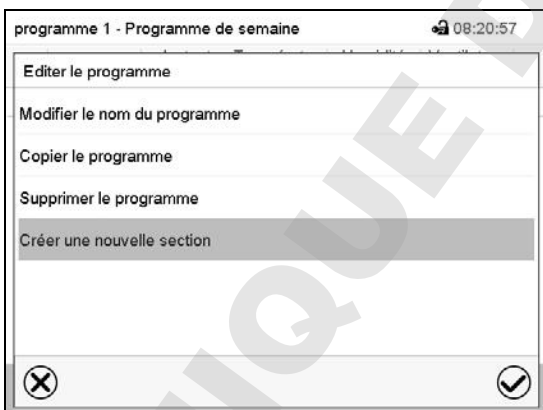 programme 1 - Programme de semaine 08:20:57
Editer le programme
Modifier le nom du programme
Copier le programme
Supprimer le programme
Créer une nouvelle section